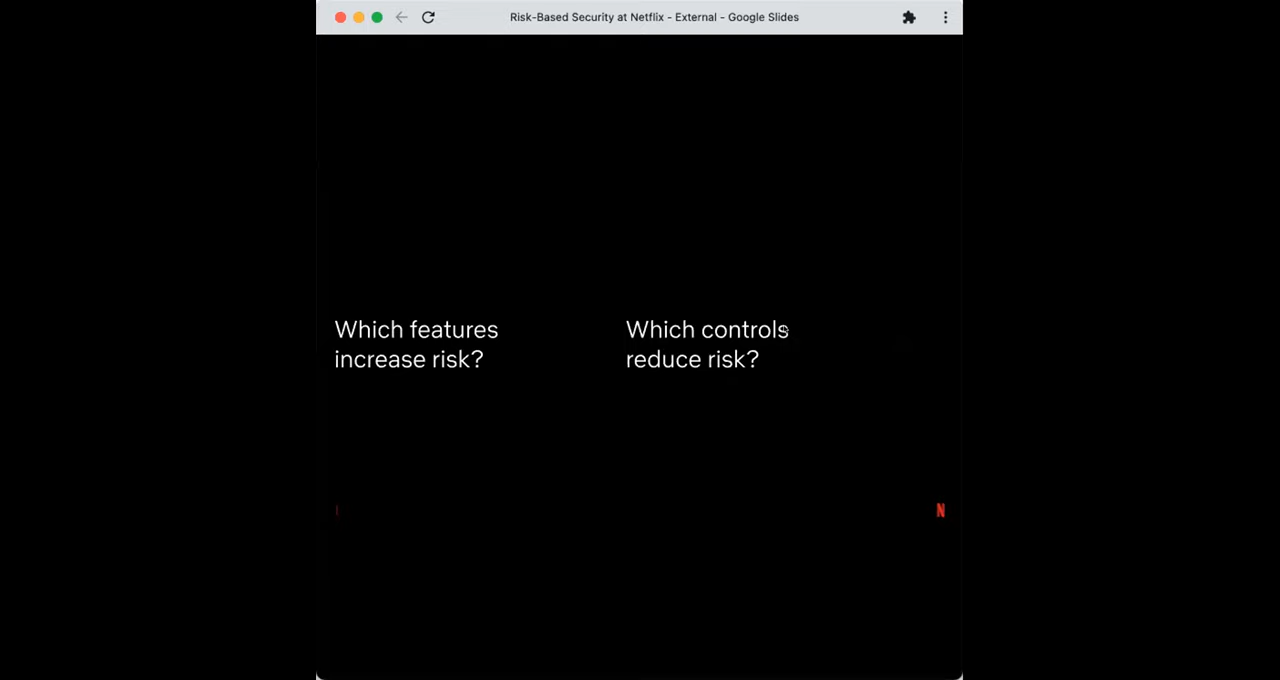 Risk-Based Security at Netflix - External - Google Slides
Which features
increase risk?
Which controls
reduce risk?
N